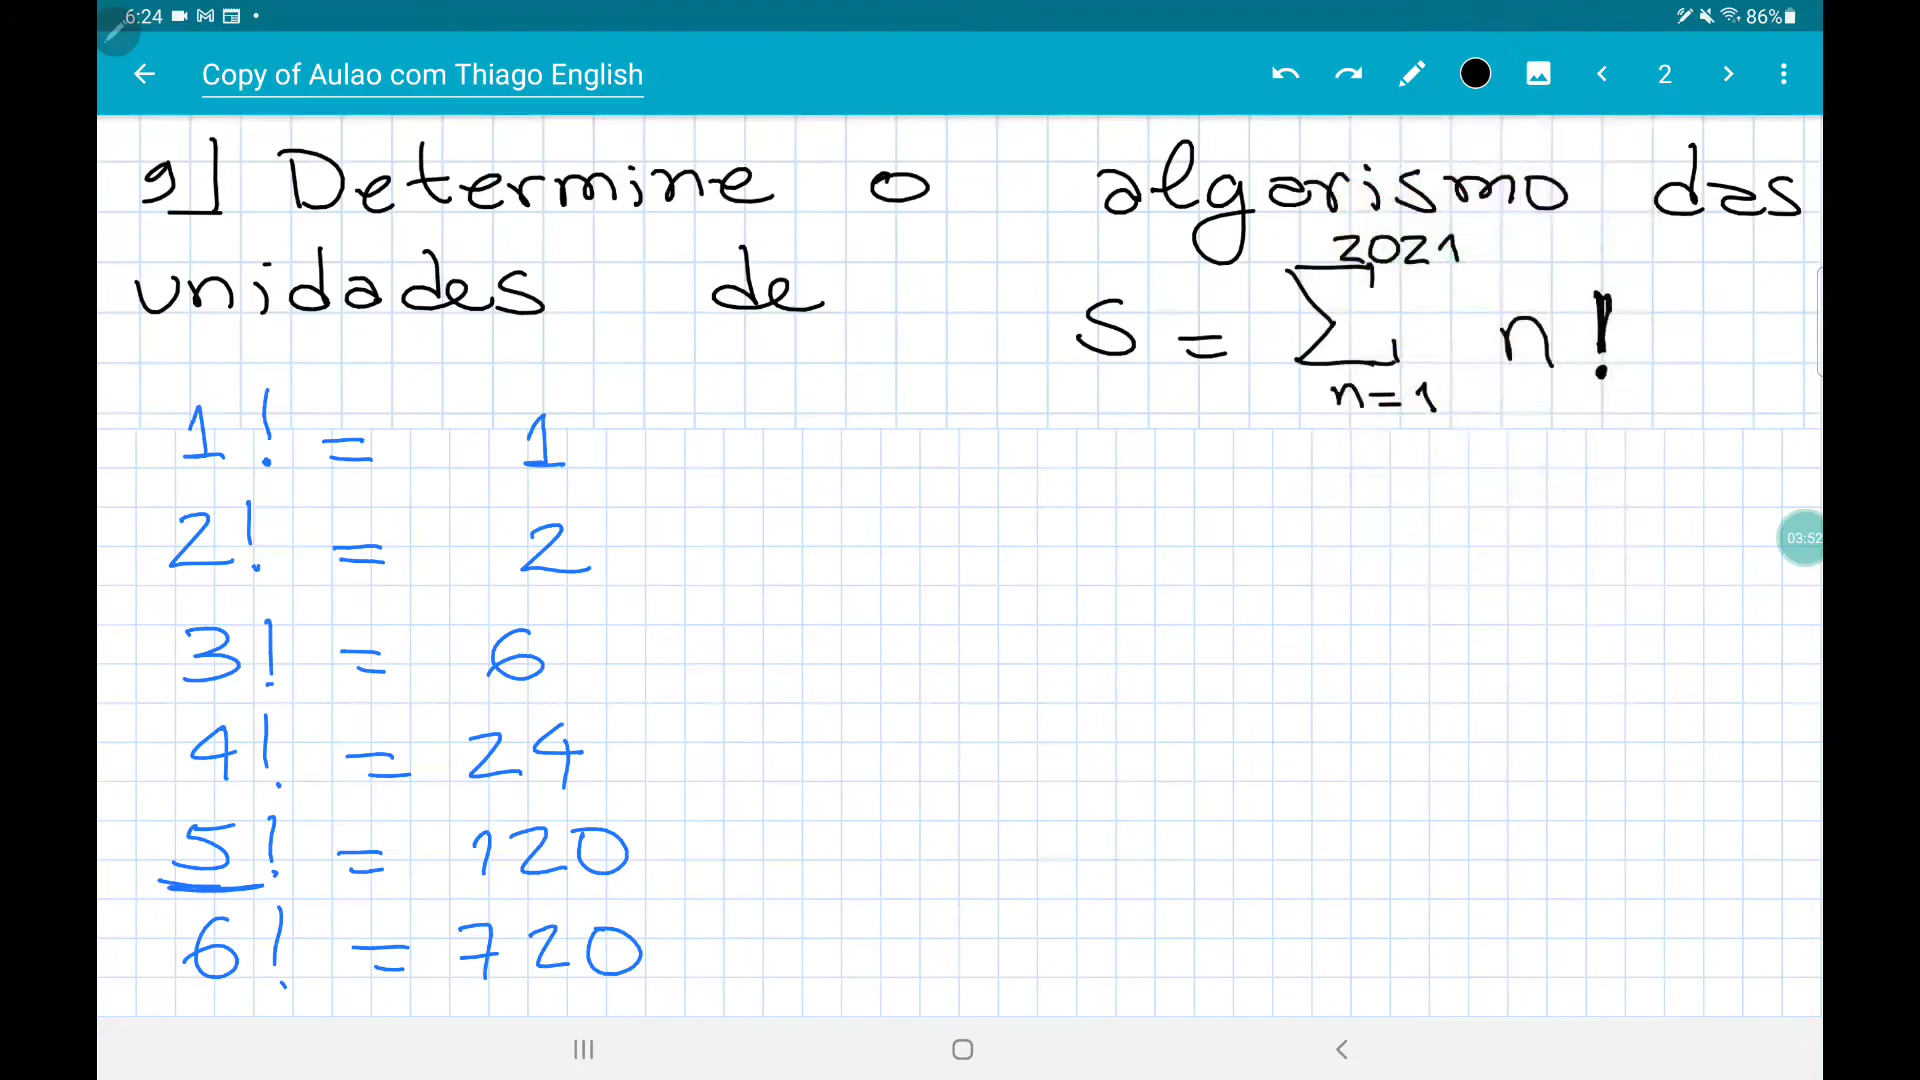 6:24 86%
Copy of Aulao com Thiago English 2
9] Determine o algarismo das
unidades de S = 2021 ∑ n=1 n!
1! = 1
2! = 2
3! = 6
4! = 24
5! = 120
6! = 720
03:52